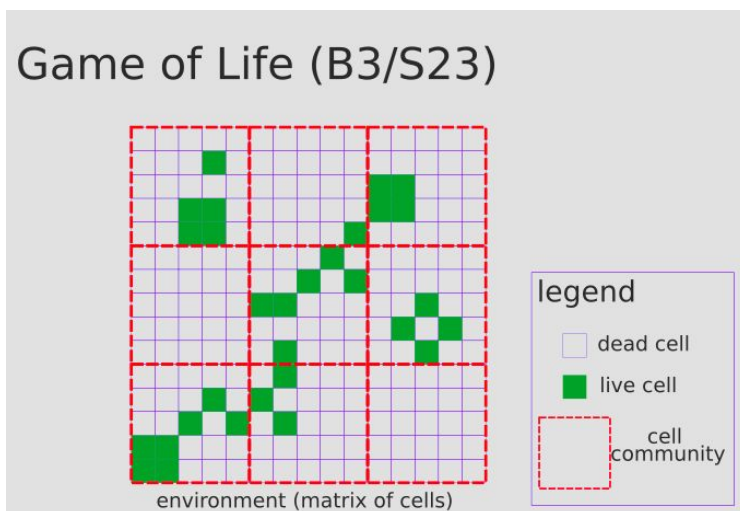 Game of Life (B3/S23)
legend
dead cell
live cell
cell
community
environment (matrix of cells)